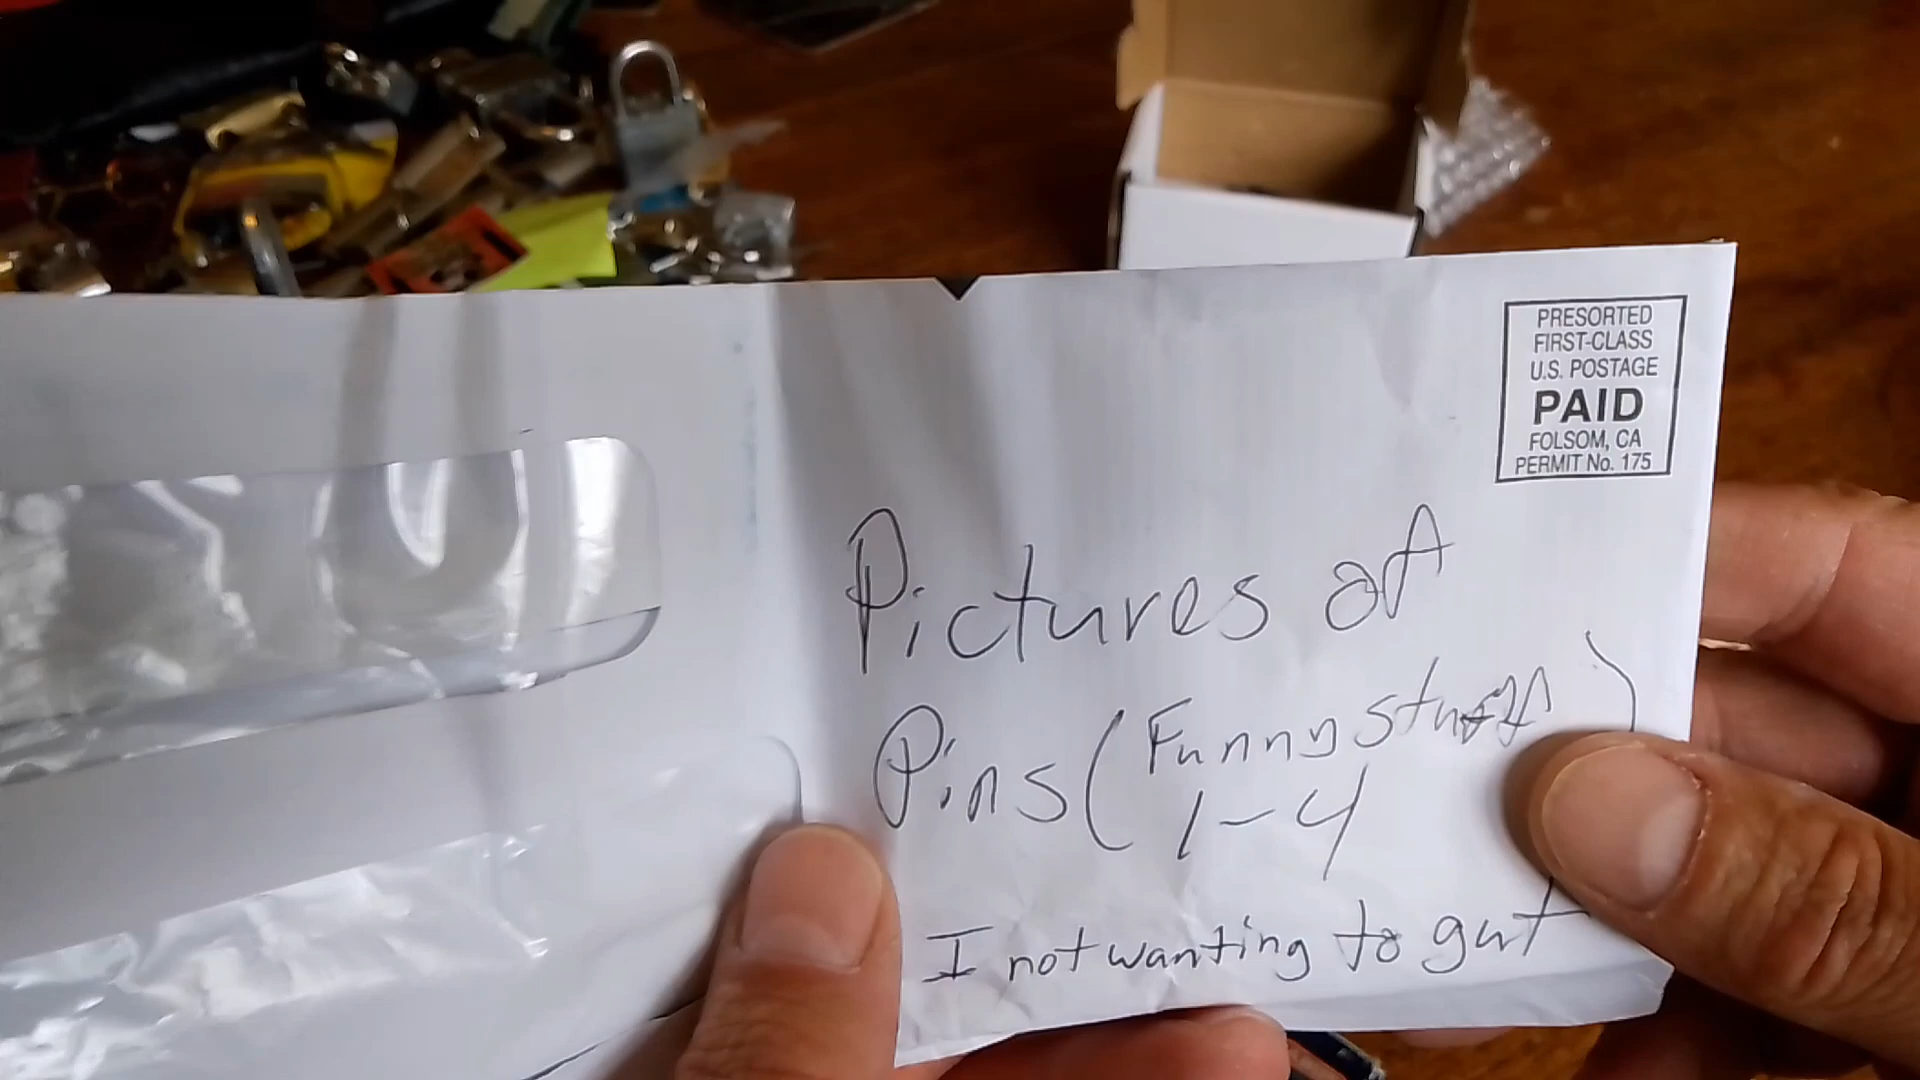 PRESORTED
FIRST-CLASS
U.S. POSTAGE
PAID
FOLSOM, CA
PERMIT No. 175
Pictures of
Pins (Funny stuff)
1-4
I not wanting to gut